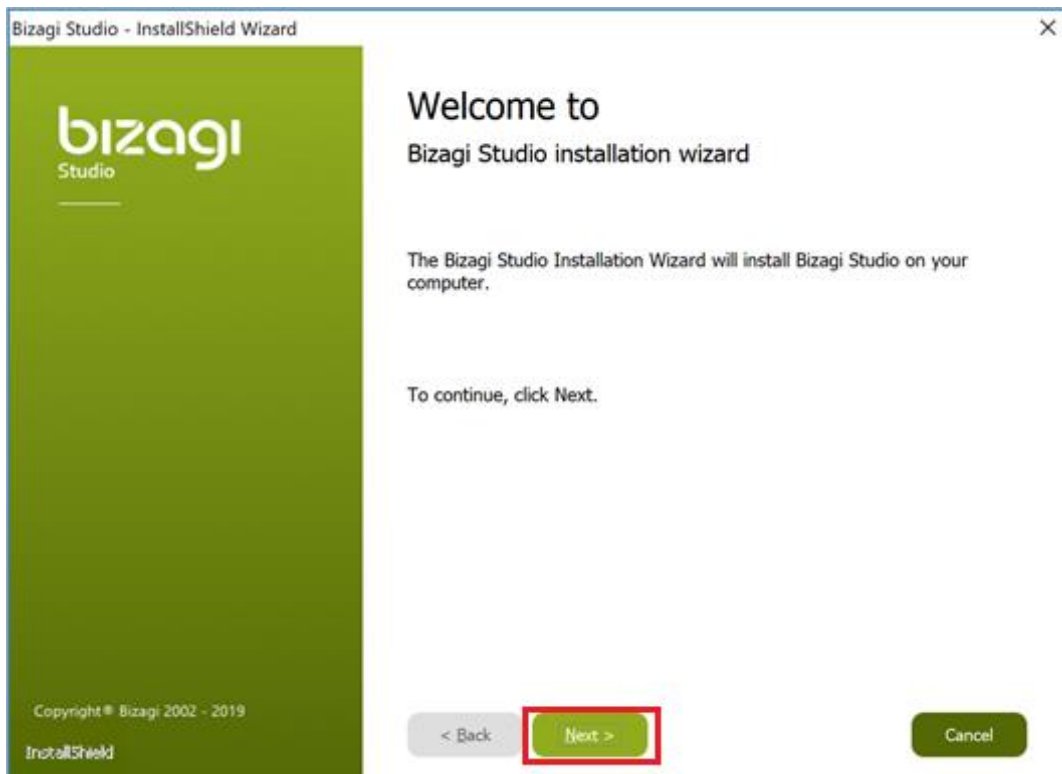 Bizagi Studio - InstallShield Wizard
bizagi
Studio
Welcome to
Bizagi Studio installation wizard
The Bizagi Studio Installation Wizard will install Bizagi Studio on your
computer.
To continue, click Next.
Copyright® Bizagi 2002 - 2019
InstallShield
< Back
Next >
Cancel